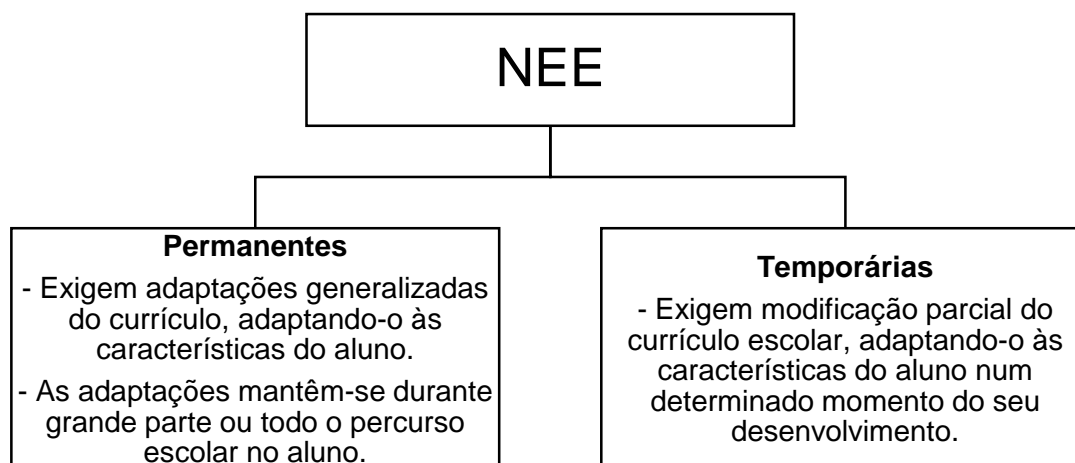 NEE
Permanentes
- Exigem adaptações generalizadas
do currículo, adaptando-o às
características do aluno.
- As adaptações mantêm-se durante
grande parte ou todo o percurso
escolar no aluno.
Temporárias
- Exigem modificação parcial do
currículo escolar, adaptando-o às
características do aluno num
determinado momento do seu
desenvolvimento.